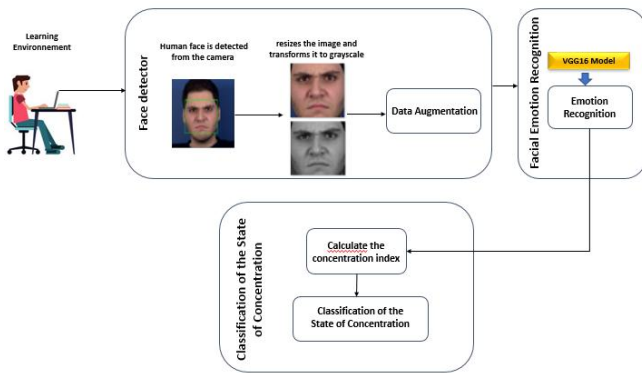 Learning
Environnement
Face detector
Human face is detected
from the camera
resizes the image and
transforms it to grayscale
Data Augmentation
Facial Emotion Recognition
VGG16 Model
Emotion
Recognition
Classification of the State
of Concentration
Calculate the
concentration index
Classification of the
State of Concentration